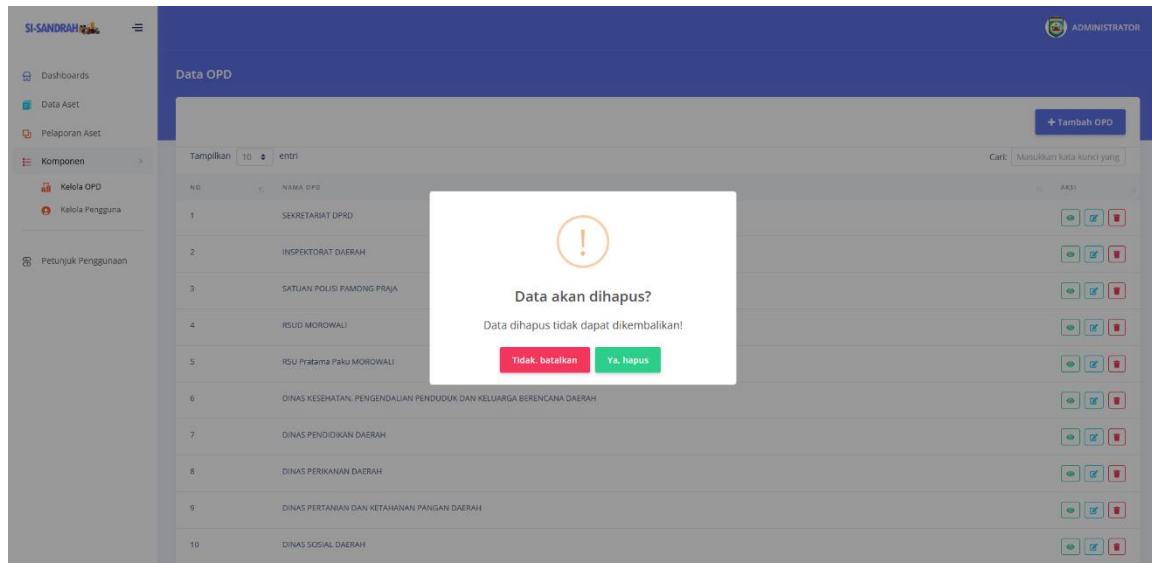 SI-SANDRAH
ADMINISTRATOR
Dashboards
Data Aset
Pelaporan Aset
Komponen
Kelola OPD
Kelola Pengguna
Petunjuk Penggunaan
Data OPD
+ Tambah OPD
Tampilkan 10 entri
Cari: Masukkan kata kunci yang
NO NAMA OPD AKSI
1 SEKRETARIAT DPRD
2 INSPEKTORAT DAERAH
3 SATUAN POLISI PAMONG PRAJA
4 RSUD MOROWALI
5 RSU Pratama Paku MOROWALI
6 DINAS KESEHATAN, PENGENDALIAN PENDUDUK DAN KELUARGA BERENCANA DAERAH
7 DINAS PENDIDIKAN DAERAH
8 DINAS PERIKANAN DAERAH
9 DINAS PERTANIAN DAN KETAHANAN PANGAN DAERAH
10 DINAS SOSIAL DAERAH
!
Data akan dihapus?
Data dihapus tidak dapat dikembalikan!
Tidak, batalkan
Ya, hapus